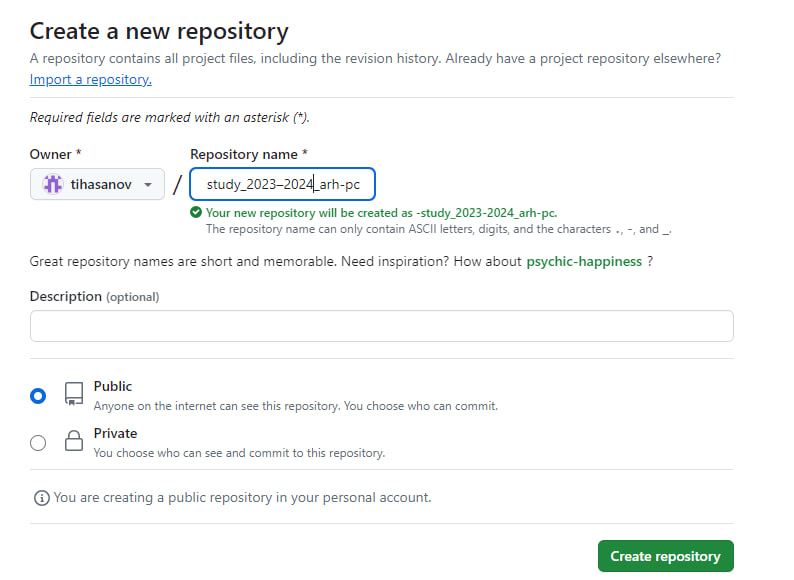 Create a new repository
A repository contains all project files, including the revision history. Already have a project repository elsewhere?
Import a repository.
Required fields are marked with an asterisk (*).
Owner *
Repository name *
tihasanov
/
study_2023–2024_arh-pc
Your new repository will be created as -study_2023-2024_arh-pc.
The repository name can only contain ASCII letters, digits, and the characters ., -, and _.
Great repository names are short and memorable. Need inspiration? How about psychic-happiness ?
Description (optional)
Public
Anyone on the internet can see this repository. You choose who can commit.
Private
You choose who can see and commit to this repository.
You are creating a public repository in your personal account.
Create repository